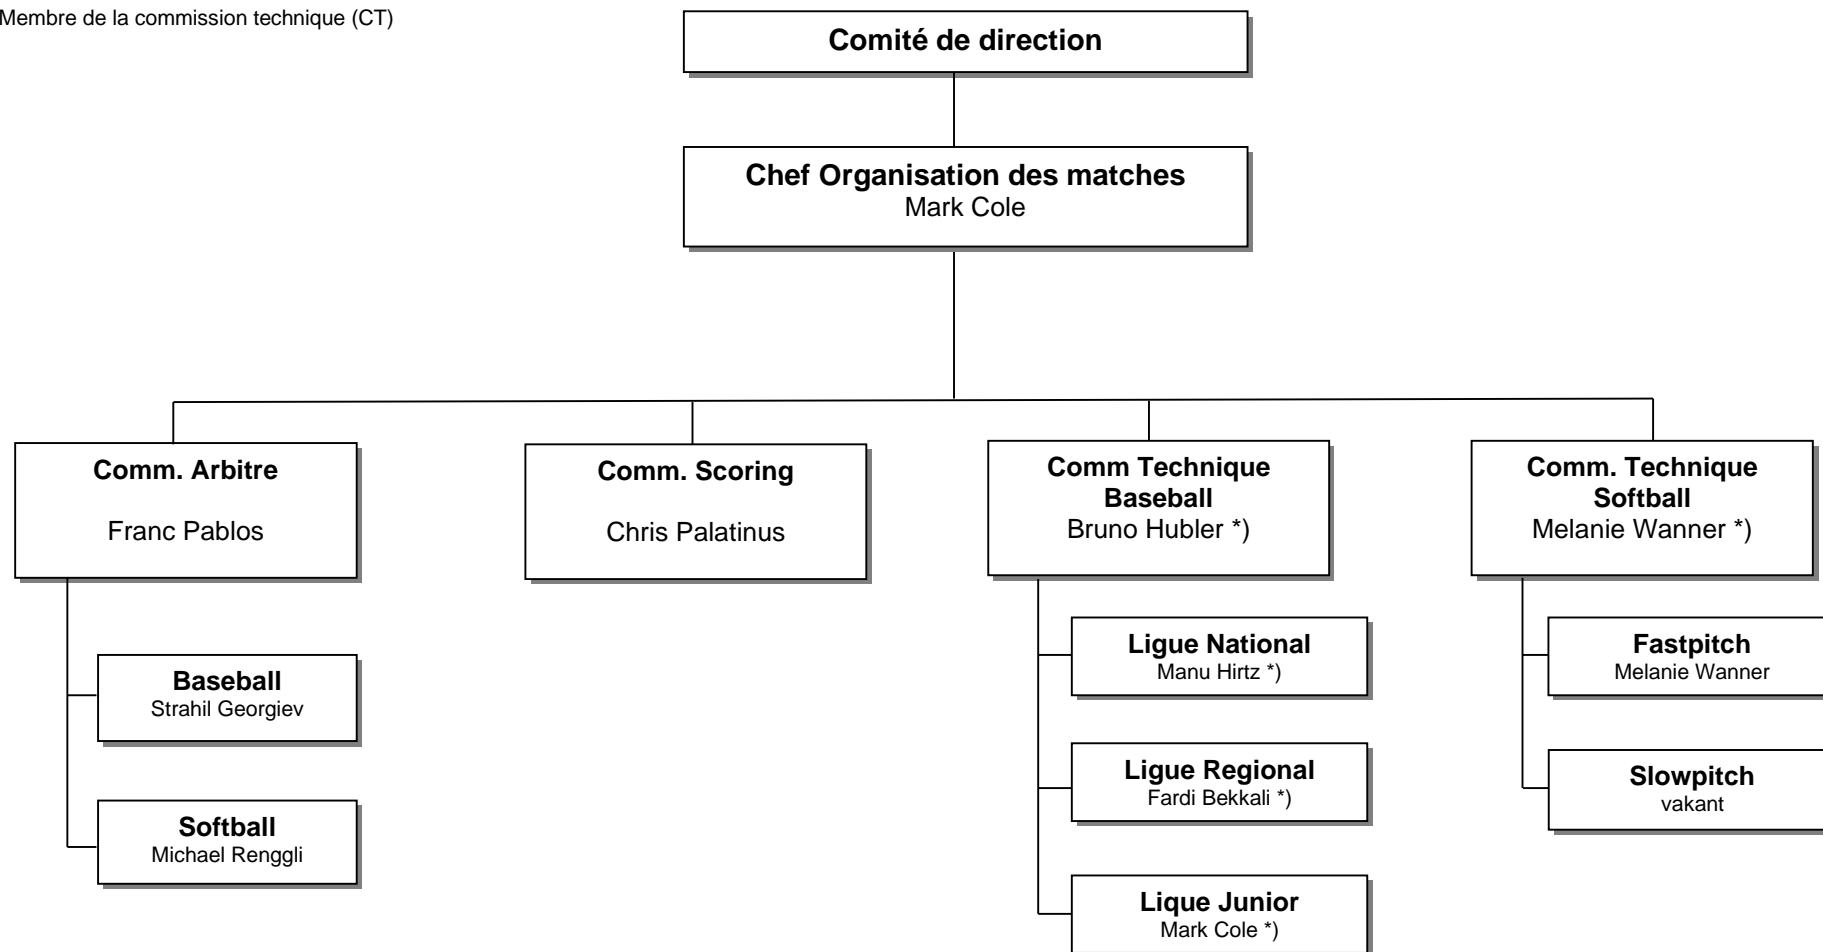 Membre de la commission technique (CT)
Comité de direction
Chef Organisation des matches
Mark Cole
Comm. Arbitre
Franc Pablos
Comm. Scoring
Chris Palatinus
Comm Technique
Baseball
Bruno Hubler *)
Comm. Technique
Softball
Melanie Wanner *)
Baseball
Strahil Georgiev
Softball
Michael Renggli
Ligue National
Manu Hirtz *)
Ligue Regional
Fardi Bekkali *)
Lique Junior
Mark Cole *)
Fastpitch
Melanie Wanner
Slowpitch
vakant